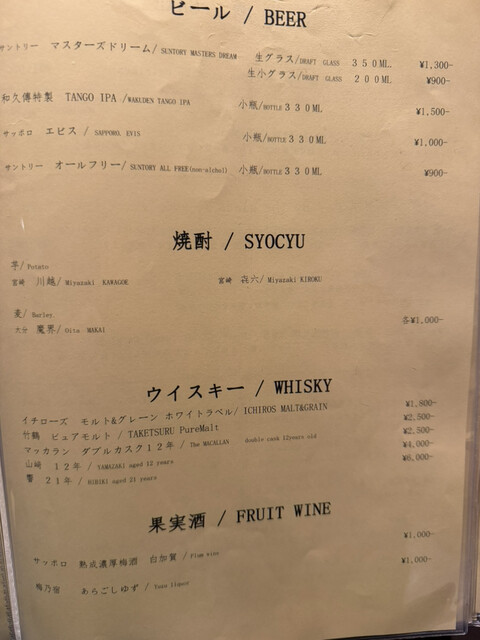 ビール / BEER
サントリー マスターズドリーム/ SUNTORY MASTERS DREAM 生グラス/DRAFT GLASS 350ML. ¥1,300-
生小グラス/DRAFT GLASS 200ML ¥900-
和久傳特製 TANGO IPA /WAKUDEN TANGO IPA 小瓶/BOTTLE 330ML ¥1,500-
サッポロ エビス / SAPPORO, EVIS 小瓶/BOTTLE 330ML ¥1,000-
サントリー オールフリー/ SUNTORY ALL FREE(non-alchol) 小瓶/BOTTLE 330ML ¥900-
焼酎 / SYOCYU
芋/ Potato
宮崎 川越/ Miyazaki KAWAGOE 宮崎 㐂六/ Miyazaki KIROKU
麦/ Barley
大分 魔界/ Oita MAKAI 各¥1,000-
ウイスキー / WHISKY
イチローズ モルト&グレーン ホワイトラベル/ ICHIROS MALT&GRAIN ¥1,800-
竹鶴 ピュアモルト / TAKETSURU PureMalt ¥2,500-
マッカラン ダブルカスク12年 / The MACALLAN double cask 12years old ¥2,500-
山崎 12年 / YAMAZAKI aged 12 years ¥4,000-
響 21年 / HIBIKI aged 21 years ¥6,000-
果実酒 / FRUIT WINE
サッポロ 熟成濃厚梅酒 白加賀 / Plum wine ¥1,000-
梅乃宿 あらごしゆず / Yuzu liquor ¥1,000-